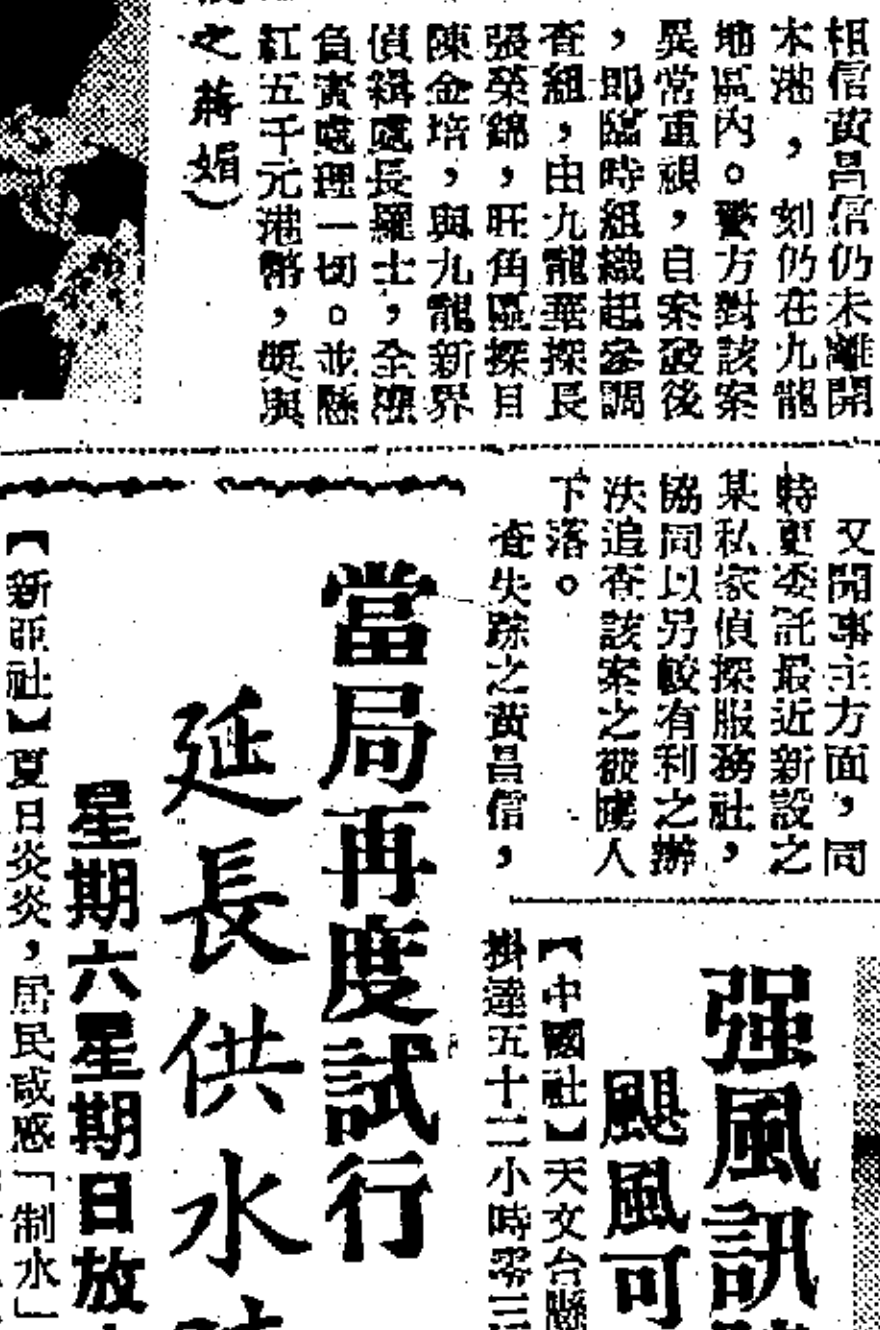 相信黃昌信仍未離開
本港，刻仍在九龍
地區內。警方對該案
異常重視，自案發後
，即臨時組織起參調
查組，由九龍華探長
張榮錦，旺角區探目
陳金培，與九龍新界
偵緝處長羅士，全權
負責處理一切。並懸
紅五千元港幣，獎與
之蔣媚）
又聞事主方面，同
時更委託最近新設之
某私家偵探服務社，
協同以另較有利之辦
法追查該案之被擄人
下落。
查失踪之黃昌信，
强風訊
颶風可
【中國社】天文台懸
掛達五十二小時零三
當局再度試行
延長供水時
星期六星期日放
【新亞社】夏日炎炎，居民咸感「制水」